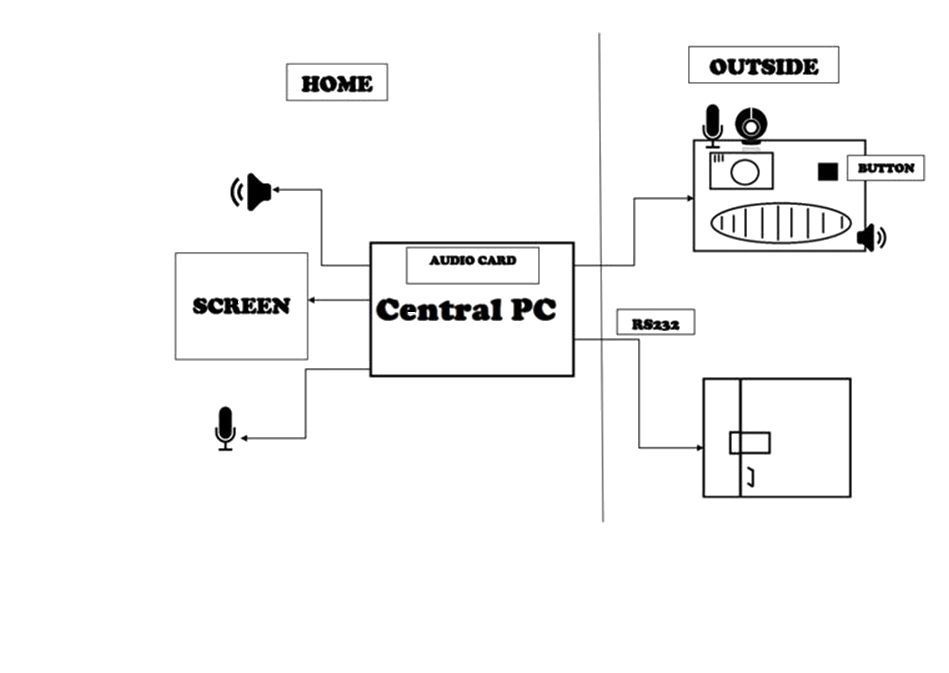 HOME
OUTSIDE
BUTTON
AUDIO CARD
Central PC
SCREEN
RS232